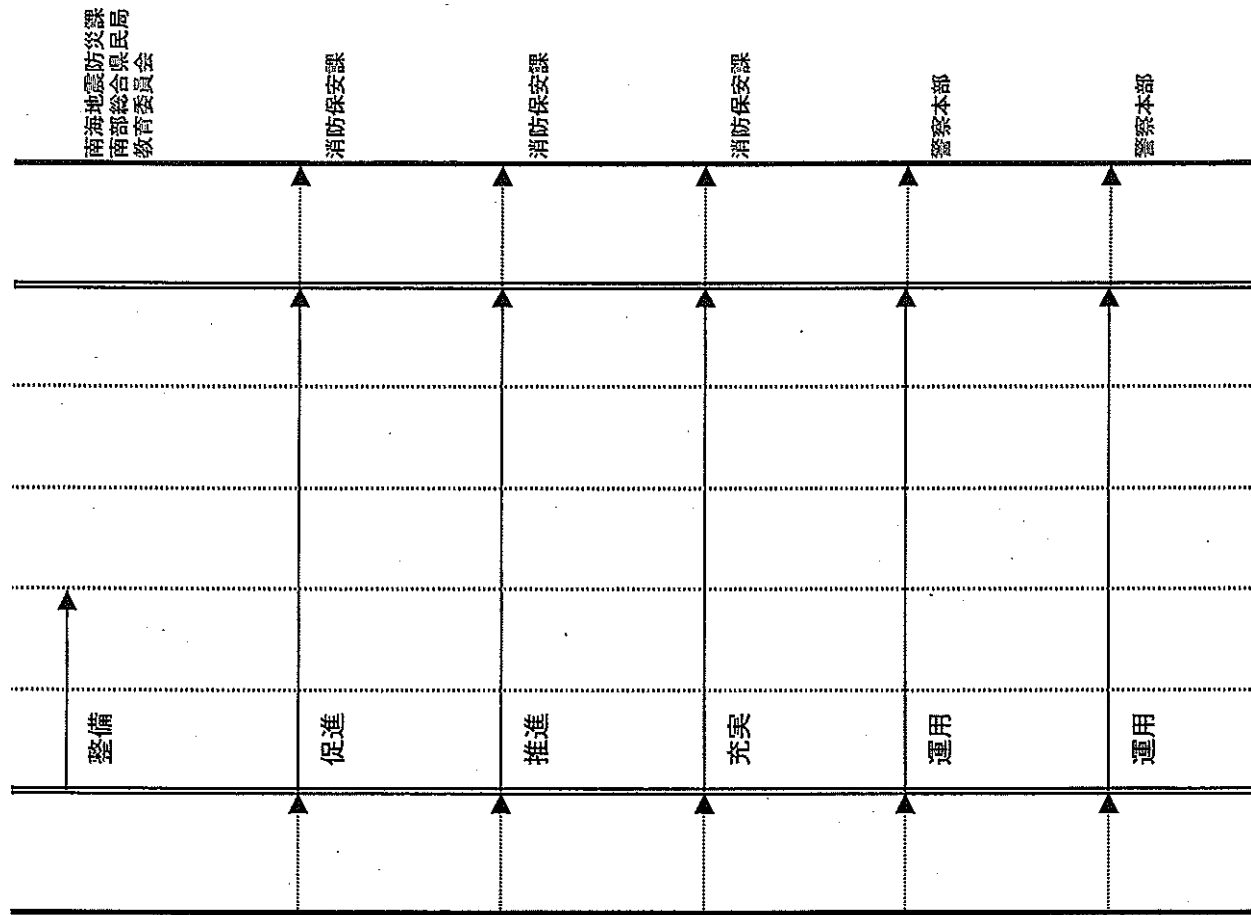 整備
南海地震防災課
南部総合県民局
教育委員会
促進
消防保安課
推進
消防保安課
充実
消防保安課
運用
警察本部
運用
警察本部